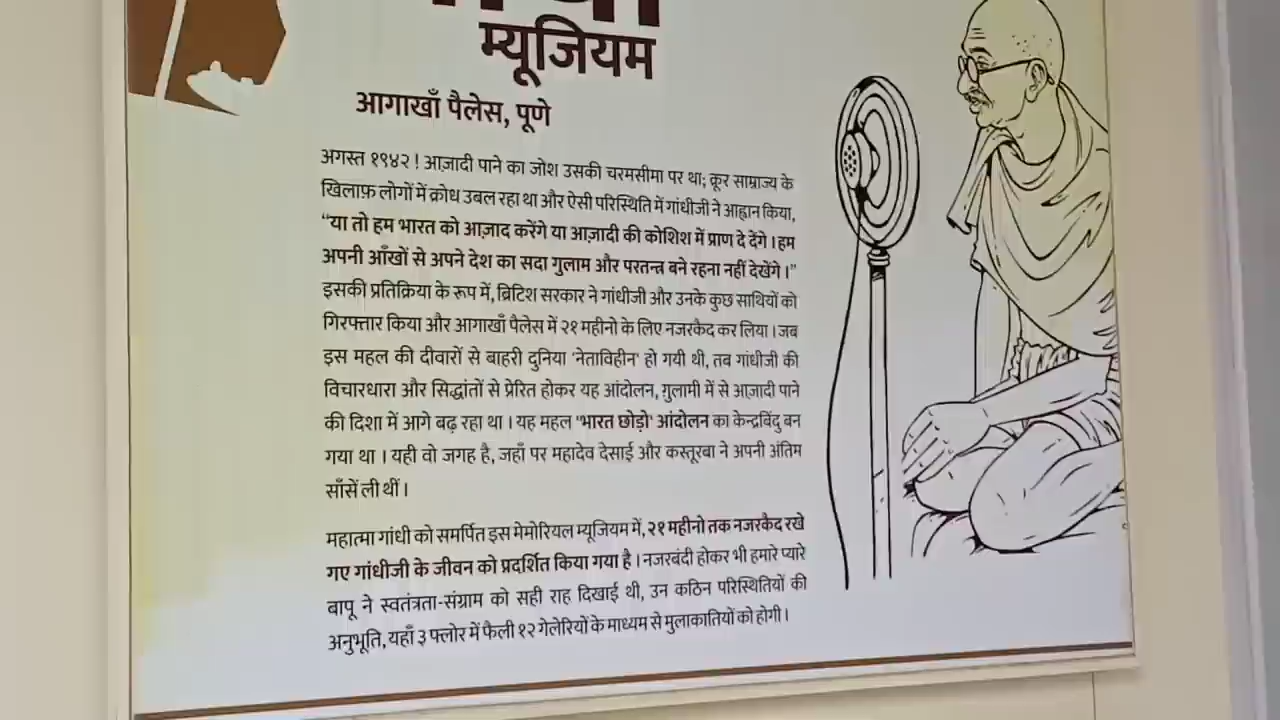 म्यूजियम
आगाखाँ पैलेस, पूणे
अगस्त १९४२ ! आज़ादी पाने का जोश उसकी चरमसीमा पर था; क्रूर साम्राज्य के
खिलाफ़ लोगों में क्रोध उबल रहा था और ऐसी परिस्थिति में गांधीजी ने आह्वान किया,
“या तो हम भारत को आज़ाद करेंगे या आज़ादी की कोशिश में प्राण दे देंगे । हम
अपनी आँखों से अपने देश का सदा गुलाम और परतन्त्र बने रहना नहीं देखेंगे ।”
इसकी प्रतिक्रिया के रूप में, ब्रिटिश सरकार ने गांधीजी और उनके कुछ साथियों को
गिरफ्तार किया और आगाखाँ पैलेस में २१ महीनो के लिए नजरकैद कर लिया । जब
इस महल की दीवारों से बाहरी दुनिया 'नेताविहीन' हो गयी थी, तब गांधीजी की
विचारधारा और सिद्धांतों से प्रेरित होकर यह आंदोलन, गुलामी में से आज़ादी पाने
की दिशा में आगे बढ़ रहा था । यह महल 'भारत छोड़ो' आंदोलन का केन्द्रविंदु बन
गया था । यही वो जगह है, जहाँ पर महादेव देसाई और कस्तूरबा ने अपनी अंतिम
साँसें ली थीं ।
महात्मा गांधी को समर्पित इस मेमोरियल म्यूजियम में, २१ महीनो तक नजरकैद रखे
गए गांधीजी के जीवन को प्रदर्शित किया गया है । नजरबंदी होकर भी हमारे प्यारे
बापू ने स्वतंत्रता-संग्राम को सही राह दिखाई थी, उन कठिन परिस्थितियों की
अनुभूति, यहाँ ३ फ्लोर में फैली १२ गेलेरियों के माध्यम से मुलाकातियों को होगी ।